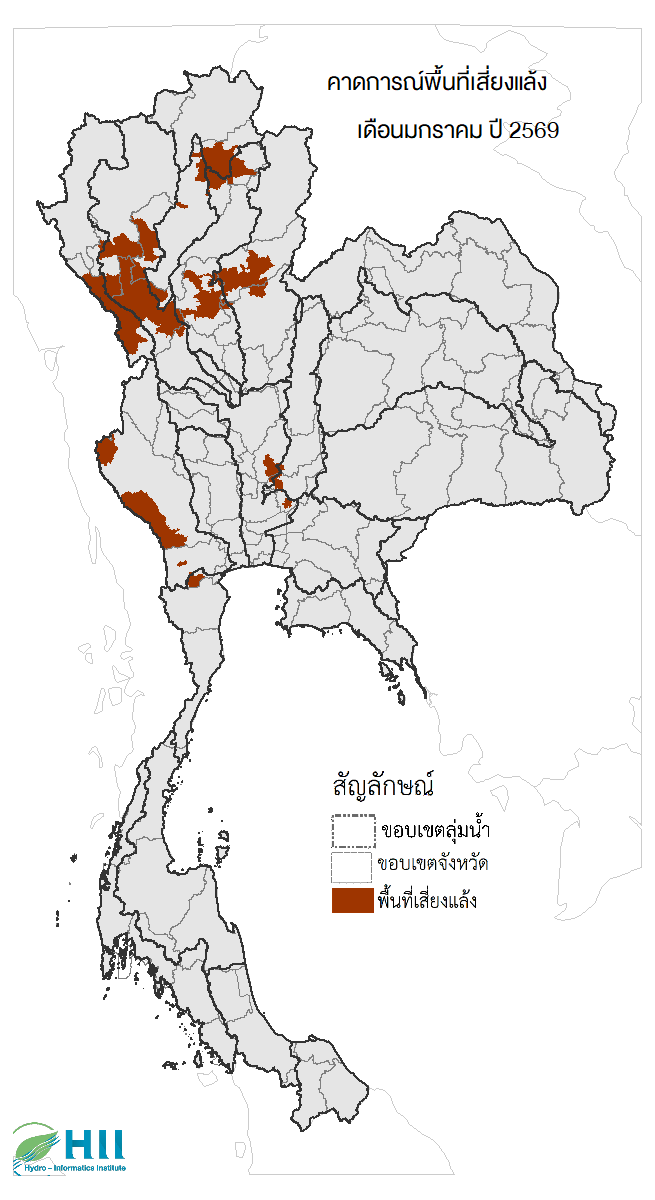 คาดการณ์พื้นที่เสี่ยงแล้ง
เดือนมกราคม ปี 2569
สัญลักษณ์
ขอบเขตลุ่มน้ำ
ขอบเขตจังหวัด
พื้นที่เสี่ยงแล้ง
HII
Hydro – Informatics Institute